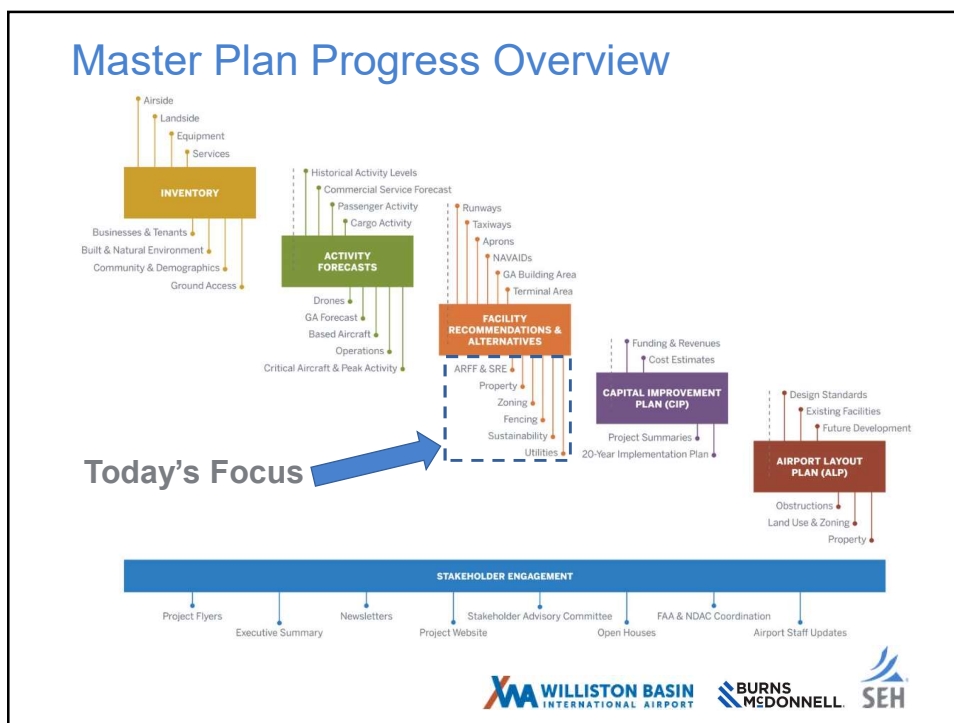 Master Plan Progress Overview
Airside
Landside
Equipment
Services
INVENTORY
Businesses & Tenants
Built & Natural Environment
Community & Demographics
Ground Access
Historical Activity Levels
Commercial Service Forecast
Passenger Activity
Cargo Activity
ACTIVITY
FORECASTS
Drones
GA Forecast
Based Aircraft
Operations
Critical Aircraft & Peak Activity
Runways
Taxiways
Aprons
NAVAIDs
GA Building Area
Terminal Area
FACILITY
RECOMMENDATIONS &
ALTERNATIVES
ARFF & SRE
Property
Zoning
Fencing
Sustainability
Utilities
Funding & Revenues
Cost Estimates
CAPITAL IMPROVEMENT
PLAN (CIP)
Project Summaries
20-Year Implementation Plan
Design Standards
Existing Facilities
Future Development
AIRPORT LAYOUT
PLAN (ALP)
Obstructions
Land Use & Zoning
Property
Today's Focus
STAKEHOLDER ENGAGEMENT
Project Flyers
Executive Summary
Newsletters
Project Website
Stakeholder Advisory Committee
Open Houses
FAA & NDAC Coordination
Airport Staff Updates
XWA WILLISTON BASIN
INTERNATIONAL AIRPORT
BURNS
McDONNELL
SEH